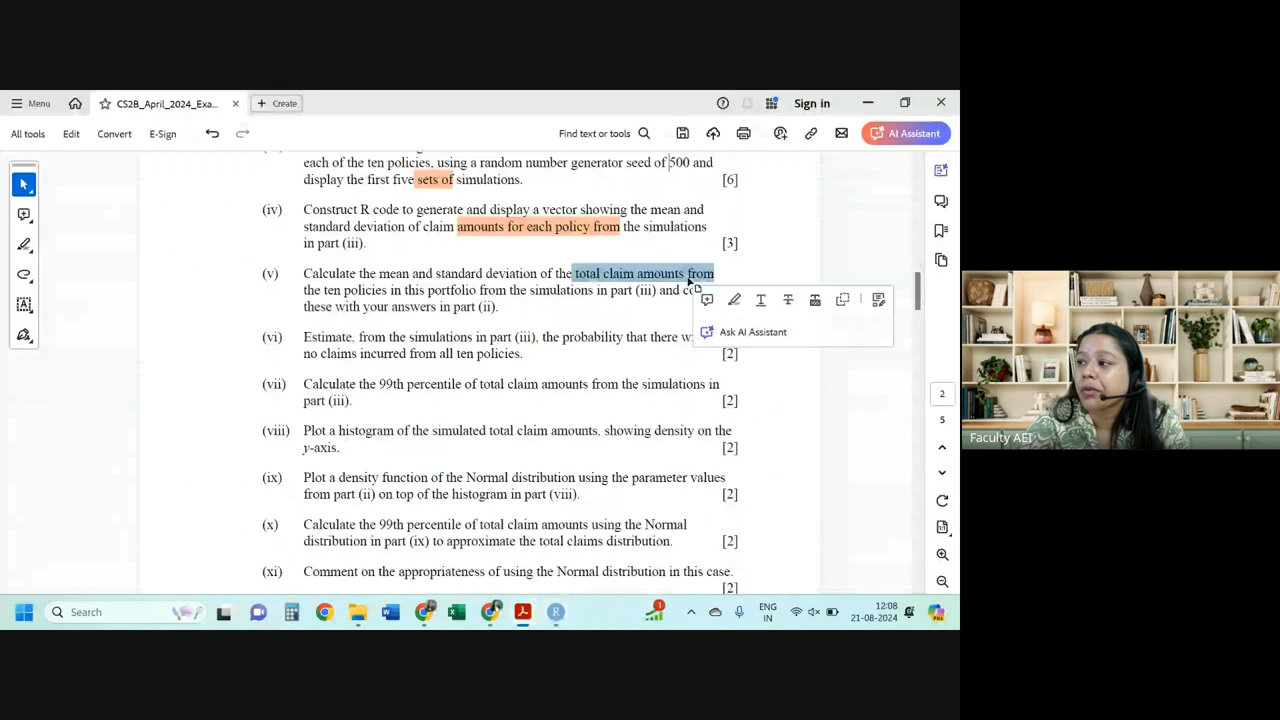 Menu
CS2B_April_2024_Exa...
Create
Sign in
All tools
Edit
Convert
E-Sign
Find text or tools
AI Assistant
each of the ten policies, using a random number generator seed of 500 and
display the first five sets of simulations. [6]
(iv) Construct R code to generate and display a vector showing the mean and
standard deviation of claim amounts for each policy from the simulations
in part (iii). [3]
(v) Calculate the mean and standard deviation of the total claim amounts from
the ten policies in this portfolio from the simulations in part (iii) and
these with your answers in part (ii).
Ask AI Assistant
(vi) Estimate, from the simulations in part (iii), the probability that there
no claims incurred from all ten policies. [2]
(vii) Calculate the 99th percentile of total claim amounts from the simulations in
part (iii). [2]
(viii) Plot a histogram of the simulated total claim amounts, showing density on the
y-axis. [2]
(ix) Plot a density function of the Normal distribution using the parameter values
from part (ii) on top of the histogram in part (viii). [2]
(x) Calculate the 99th percentile of total claim amounts using the Normal
distribution in part (ix) to approximate the total claims distribution. [2]
(xi) Comment on the appropriateness of using the Normal distribution in this case.
[2]
2
5
Faculty AEI
Search
1
ENG
IN
12:08
21-08-2024